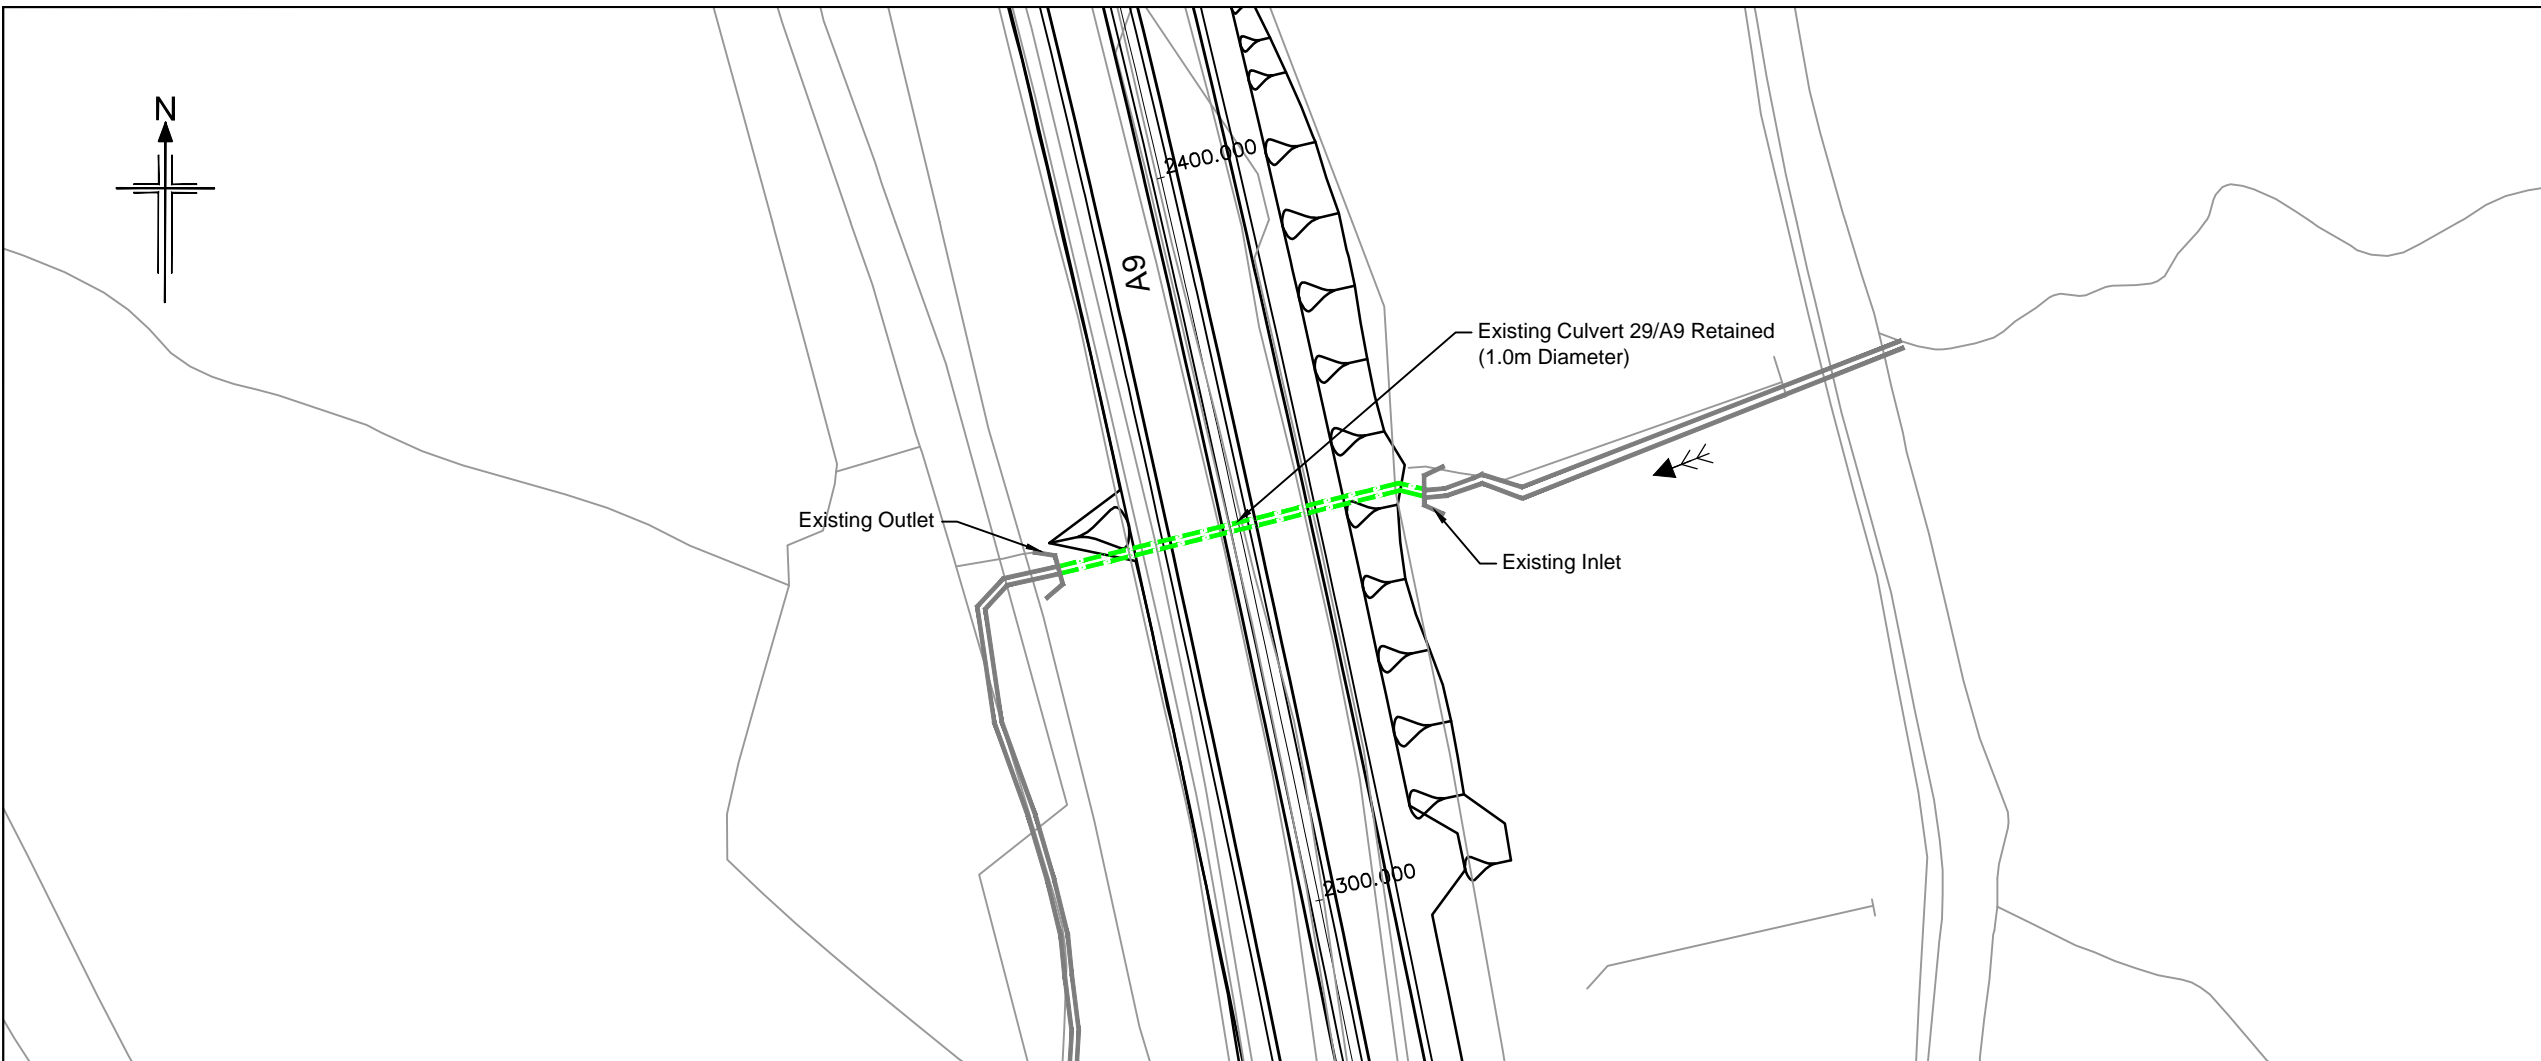 N
2400.000
A9
Existing Culvert 29/A9 Retained
(1.0m Diameter)
Existing Outlet
Existing Inlet
2300.000